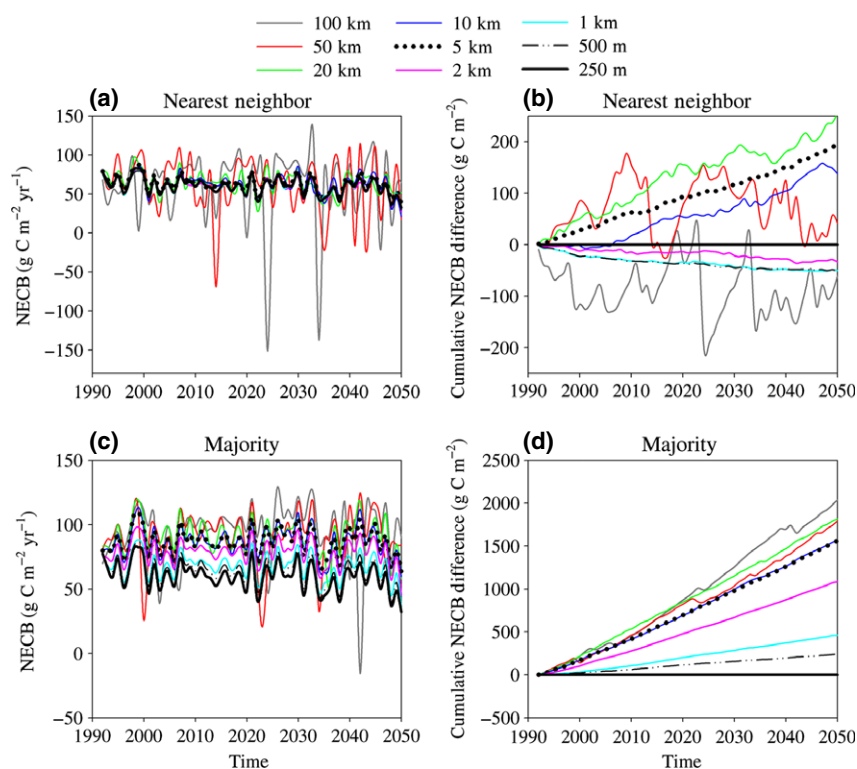 100 km 10 km 1 km
50 km 5 km 500 m
20 km 2 km 250 m
(a) Nearest neighbor
NECB (g C m−2 yr−1)
150
100
50
0
−50
−100
−150
1990 2000 2010 2020 2030 2040 2050
(b) Nearest neighbor
Cumulative NECB difference (g C m−2)
200
100
0
−100
−200
1990 2000 2010 2020 2030 2040 2050
(c) Majority
NECB (g C m−2 yr−1)
150
100
50
0
−50
1990 2000 2010 2020 2030 2040 2050
Time
(d) Majority
Cumulative NECB difference (g C m−2)
2500
2000
1500
1000
500
0
−500
1990 2000 2010 2020 2030 2040 2050
Time